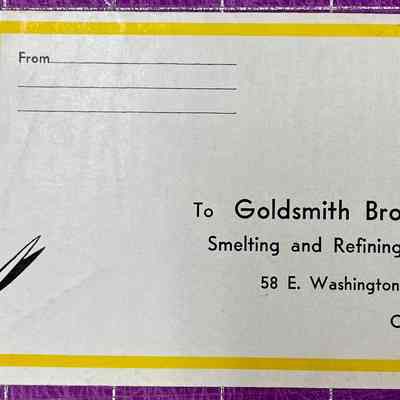 From
To Goldsmith Bro
Smelting and Refining
58 E. Washington
C